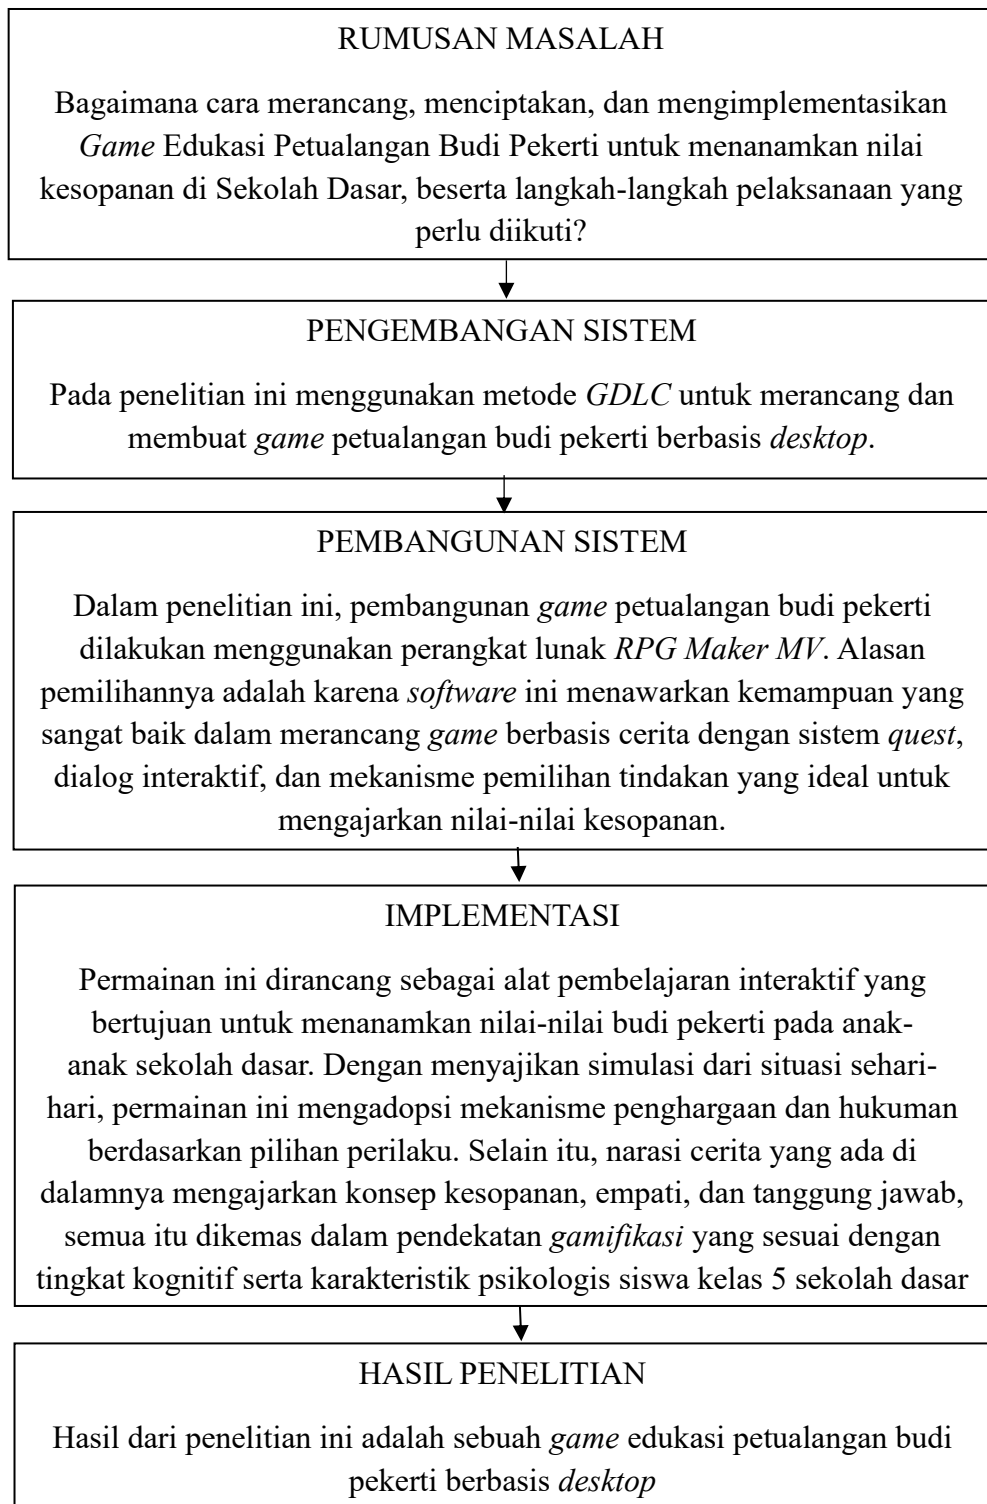 RUMUSAN MASALAH
Bagaimana cara merancang, menciptakan, dan mengimplementasikan
Game Edukasi Petualangan Budi Pekerti untuk menanamkan nilai
kesopanan di Sekolah Dasar, beserta langkah-langkah pelaksanaan yang
perlu diikuti?
PENGEMBANGAN SISTEM
Pada penelitian ini menggunakan metode GDLC untuk merancang dan
membuat game petualangan budi pekerti berbasis desktop.
PEMBANGUNAN SISTEM
Dalam penelitian ini, pembangunan game petualangan budi pekerti
dilakukan menggunakan perangkat lunak RPG Maker MV. Alasan
pemilihannya adalah karena software ini menawarkan kemampuan yang
sangat baik dalam merancang game berbasis cerita dengan sistem quest,
dialog interaktif, dan mekanisme pemilihan tindakan yang ideal untuk
mengajarkan nilai-nilai kesopanan.
IMPLEMENTASI
Permainan ini dirancang sebagai alat pembelajaran interaktif yang
bertujuan untuk menanamkan nilai-nilai budi pekerti pada anak-
anak sekolah dasar. Dengan menyajikan simulasi dari situasi sehari-
hari, permainan ini mengadopsi mekanisme penghargaan dan hukuman
berdasarkan pilihan perilaku. Selain itu, narasi cerita yang ada di
dalamnya mengajarkan konsep kesopanan, empati, dan tanggung jawab,
semua itu dikemas dalam pendekatan gamifikasi yang sesuai dengan
tingkat kognitif serta karakteristik psikologis siswa kelas 5 sekolah dasar
HASIL PENELITIAN
Hasil dari penelitian ini adalah sebuah game edukasi petualangan budi
pekerti berbasis desktop